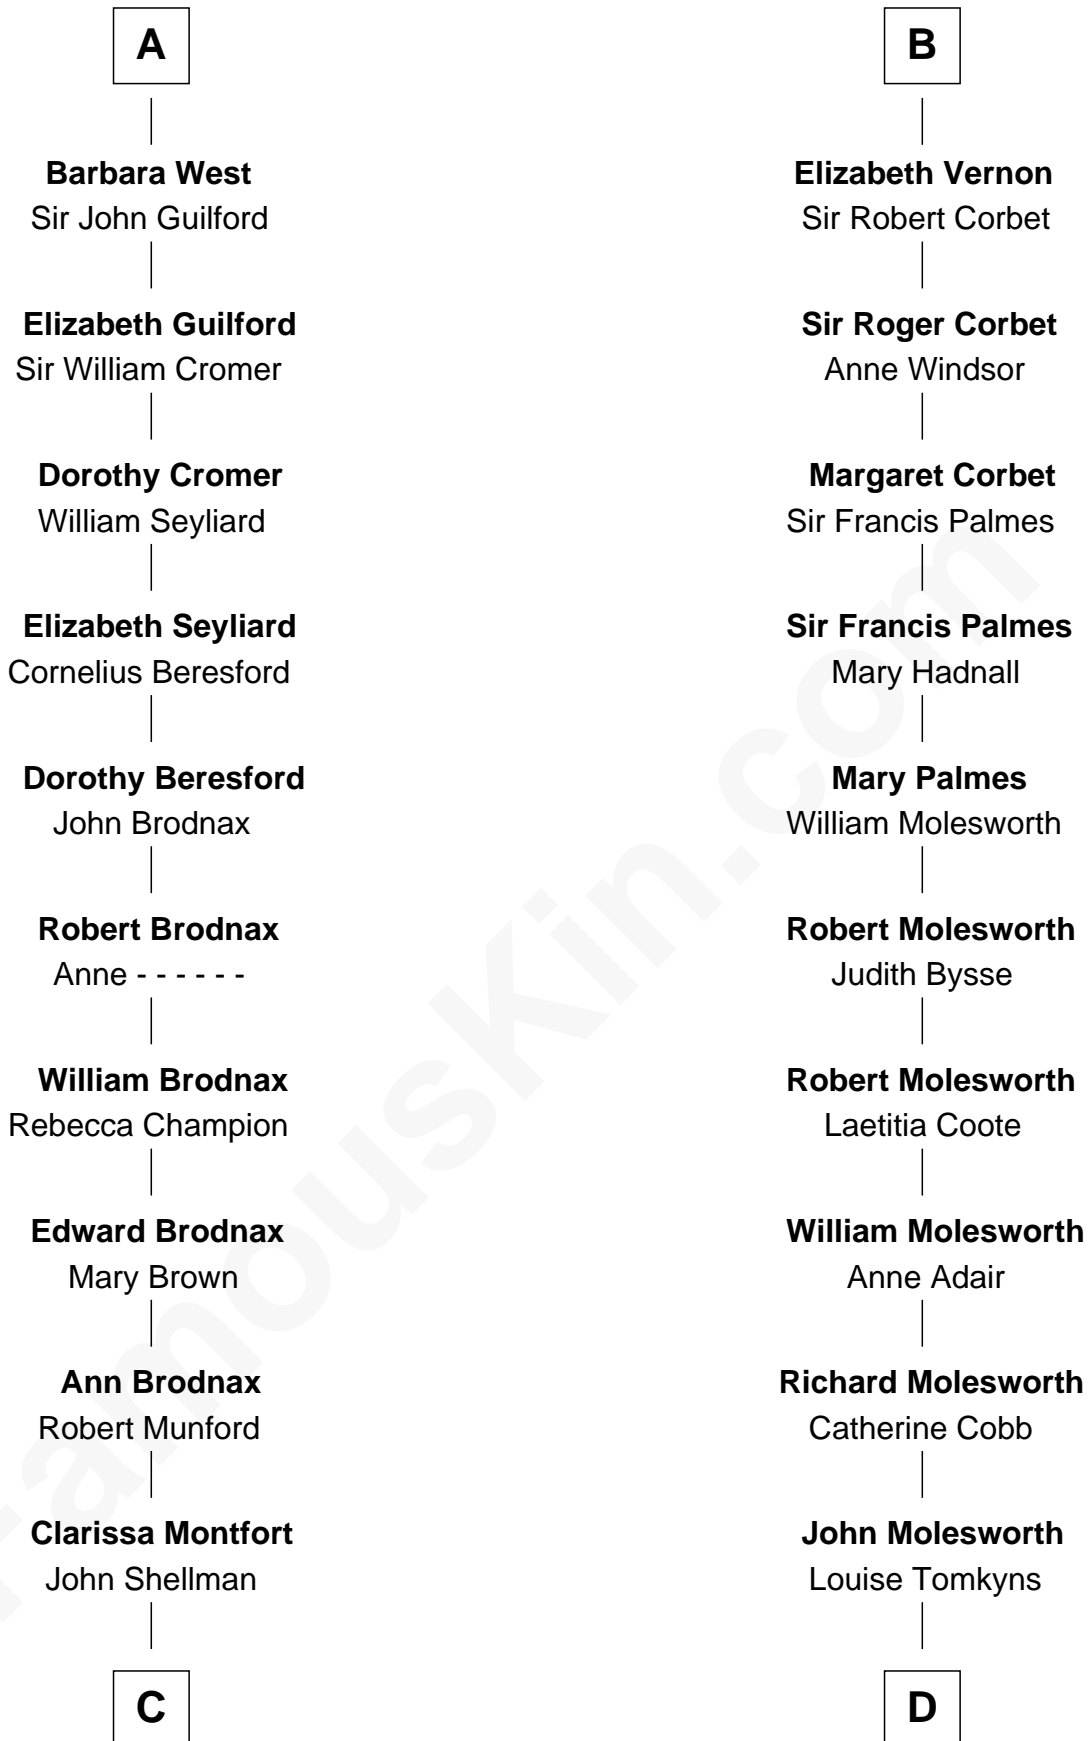 A
Barbara West
Sir John Guilford
Elizabeth Guilford
Sir William Cromer
Dorothy Cromer
William Seyliard
Elizabeth Seyliard
Cornelius Beresford
Dorothy Beresford
John Brodnax
Robert Brodnax
Anne - - - - - -
William Brodnax
Rebecca Champion
Edward Brodnax
Mary Brown
Ann Brodnax
Robert Munford
Clarissa Montfort
John Shellman
C
B
Elizabeth Vernon
Sir Robert Corbet
Sir Roger Corbet
Anne Windsor
Margaret Corbet
Sir Francis Palmes
Sir Francis Palmes
Mary Hadnall
Mary Palmes
William Molesworth
Robert Molesworth
Judith Bysse
Robert Molesworth
Laetitia Coote
William Molesworth
Anne Adair
Richard Molesworth
Catherine Cobb
John Molesworth
Louise Tomkyns
D
FamousKin.com